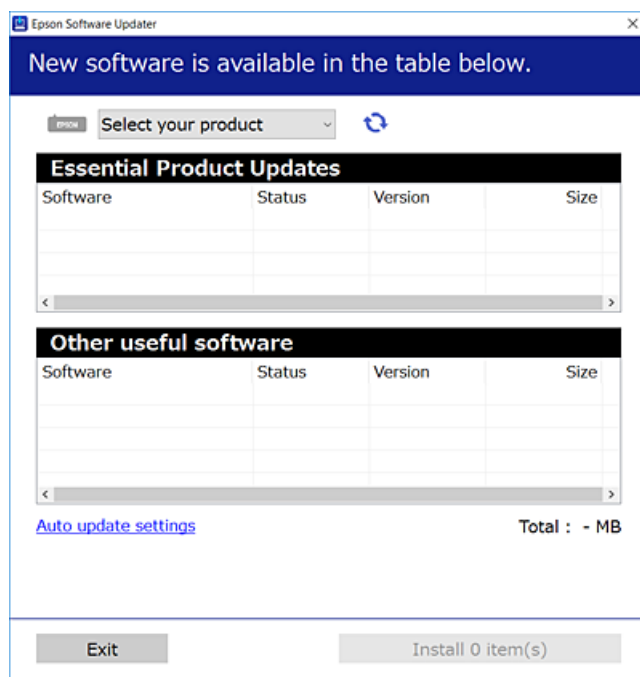 Epson Software Updater
New software is available in the table below.
EPSON Select your product
Essential Product Updates
Software Status Version Size
Other useful software
Software Status Version Size
Auto update settings Total : - MB
Exit Install 0 item(s)